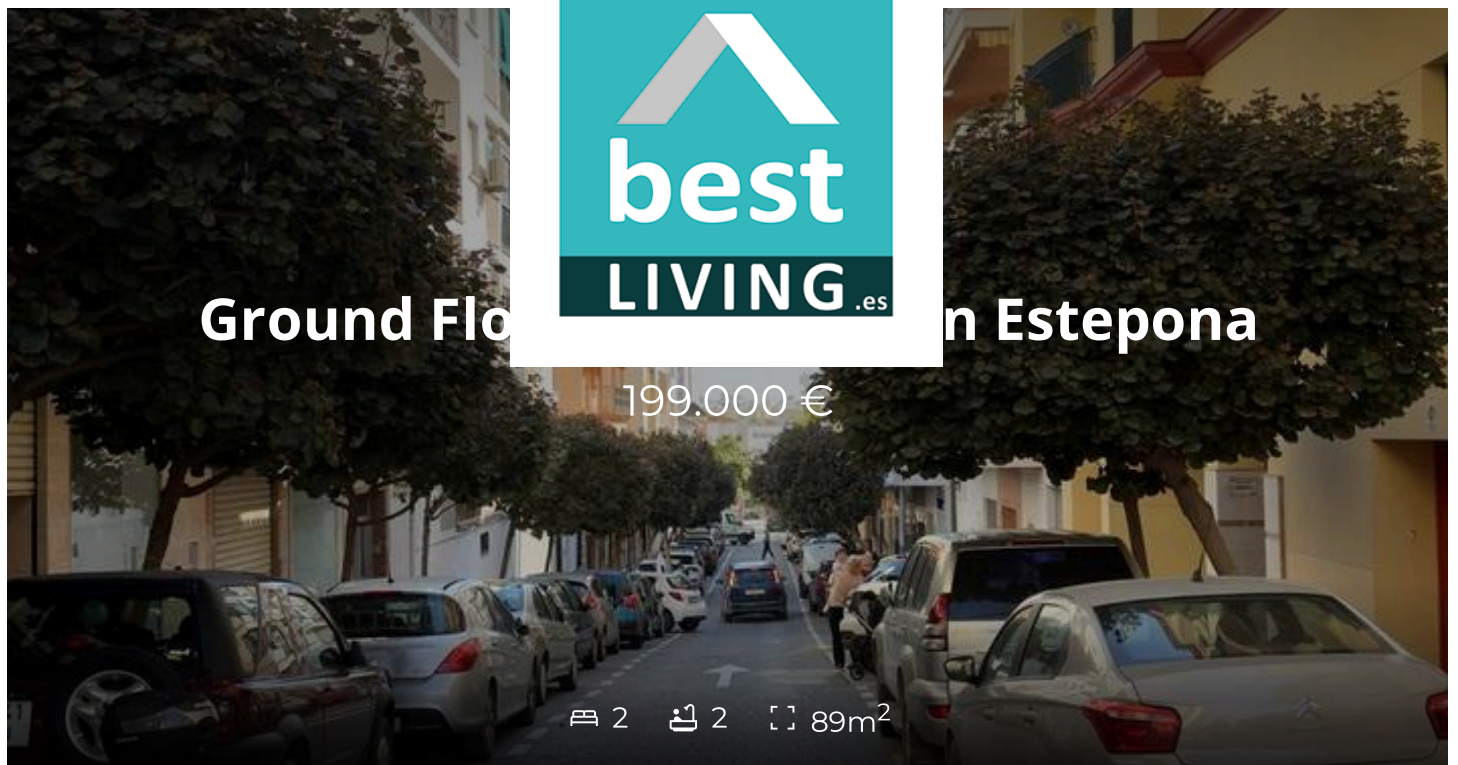 best
LIVING.es
Ground Flo n Estepona
199.000 €
2 2 89m²